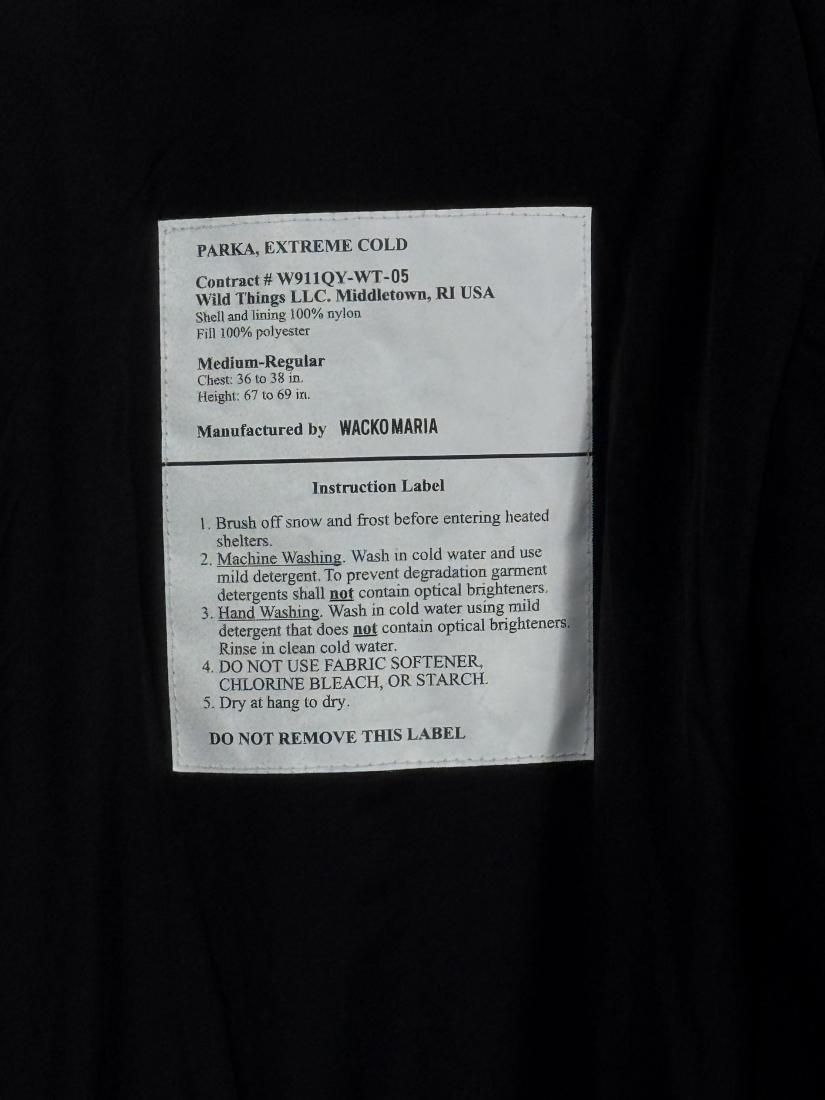 PARKA, EXTREME COLD
Contract # W911QY-WT-05
Wild Things LLC. Middletown, RI USA
Shell and lining 100% nylon
Fill 100% polyester
Medium-Regular
Chest: 36 to 38 in.
Height: 67 to 69 in.
Manufactured by WACKO MARIA
Instruction Label
1. Brush off snow and frost before entering heated
shelters.
2. Machine Washing. Wash in cold water and use
mild detergent. To prevent degradation garment
detergents shall not contain optical brighteners.
3. Hand Washing. Wash in cold water using mild
detergent that does not contain optical brighteners.
Rinse in clean cold water.
4. DO NOT USE FABRIC SOFTENER,
CHLORINE BLEACH, OR STARCH.
5. Dry at hang to dry.
DO NOT REMOVE THIS LABEL